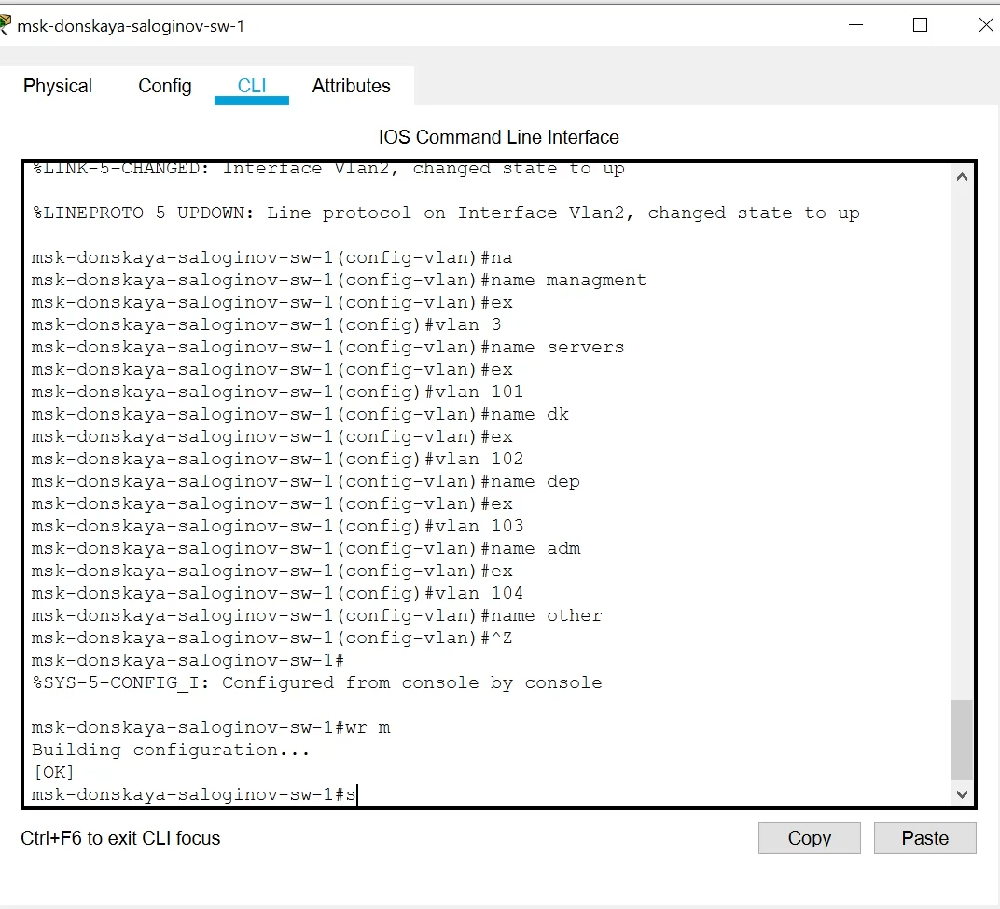 msk-donskaya-saloginov-sw-1
Physical Config CLI Attributes
IOS Command Line Interface
%LINK-5-CHANGED: Interface Vlan2, changed state to up
%LINEPROTO-5-UPDOWN: Line protocol on Interface Vlan2, changed state to up
msk-donskaya-saloginov-sw-1(config-vlan)#na
msk-donskaya-saloginov-sw-1(config-vlan)#name managment
msk-donskaya-saloginov-sw-1(config-vlan)#ex
msk-donskaya-saloginov-sw-1(config)#vlan 3
msk-donskaya-saloginov-sw-1(config-vlan)#name servers
msk-donskaya-saloginov-sw-1(config-vlan)#ex
msk-donskaya-saloginov-sw-1(config)#vlan 101
msk-donskaya-saloginov-sw-1(config-vlan)#name dk
msk-donskaya-saloginov-sw-1(config-vlan)#ex
msk-donskaya-saloginov-sw-1(config)#vlan 102
msk-donskaya-saloginov-sw-1(config-vlan)#name dep
msk-donskaya-saloginov-sw-1(config-vlan)#ex
msk-donskaya-saloginov-sw-1(config)#vlan 103
msk-donskaya-saloginov-sw-1(config-vlan)#name adm
msk-donskaya-saloginov-sw-1(config-vlan)#ex
msk-donskaya-saloginov-sw-1(config)#vlan 104
msk-donskaya-saloginov-sw-1(config-vlan)#name other
msk-donskaya-saloginov-sw-1(config-vlan)#^Z
msk-donskaya-saloginov-sw-1#
%SYS-5-CONFIG_I: Configured from console by console
msk-donskaya-saloginov-sw-1#wr m
Building configuration...
[OK]
msk-donskaya-saloginov-sw-1#s
Ctrl+F6 to exit CLI focus
Copy Paste